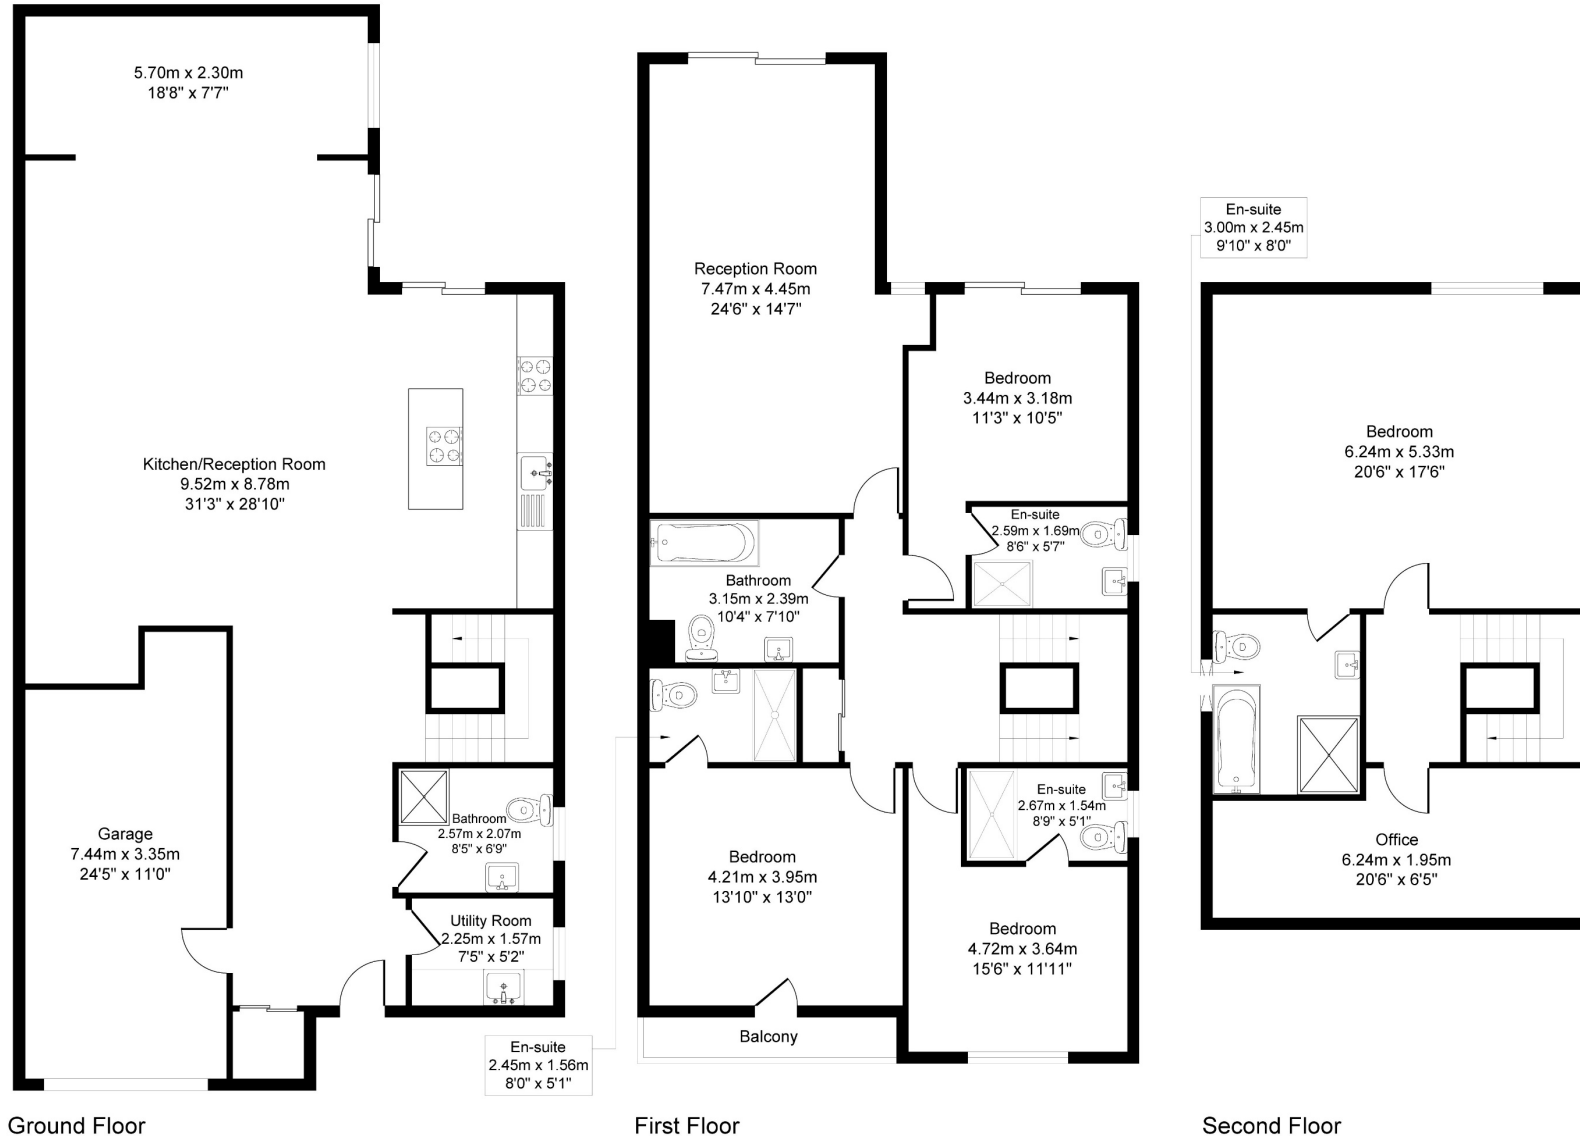 5.70m x 2.30m
18'8" x 7'7"
Kitchen/Reception Room
9.52m x 8.78m
31'3" x 28'10"
Garage
7.44m x 3.35m
24'5" x 11'0"
Bathroom
2.57m x 2.07m
8'5" x 6'9"
Utility Room
2.25m x 1.57m
7'5" x 5'2"
Ground Floor
Reception Room
7.47m x 4.45m
24'6" x 14'7"
Bedroom
3.44m x 3.18m
11'3" x 10'5"
En-suite
2.59m x 1.69m
8'6" x 5'7"
Bathroom
3.15m x 2.39m
10'4" x 7'10"
En-suite
2.67m x 1.54m
8'9" x 5'1"
Bedroom
4.21m x 3.95m
13'10" x 13'0"
Bedroom
4.72m x 3.64m
15'6" x 11'11"
Balcony
En-suite
2.45m x 1.56m
8'0" x 5'1"
First Floor
En-suite
3.00m x 2.45m
9'10" x 8'0"
Bedroom
6.24m x 5.33m
20'6" x 17'6"
Office
6.24m x 1.95m
20'6" x 6'5"
Second Floor